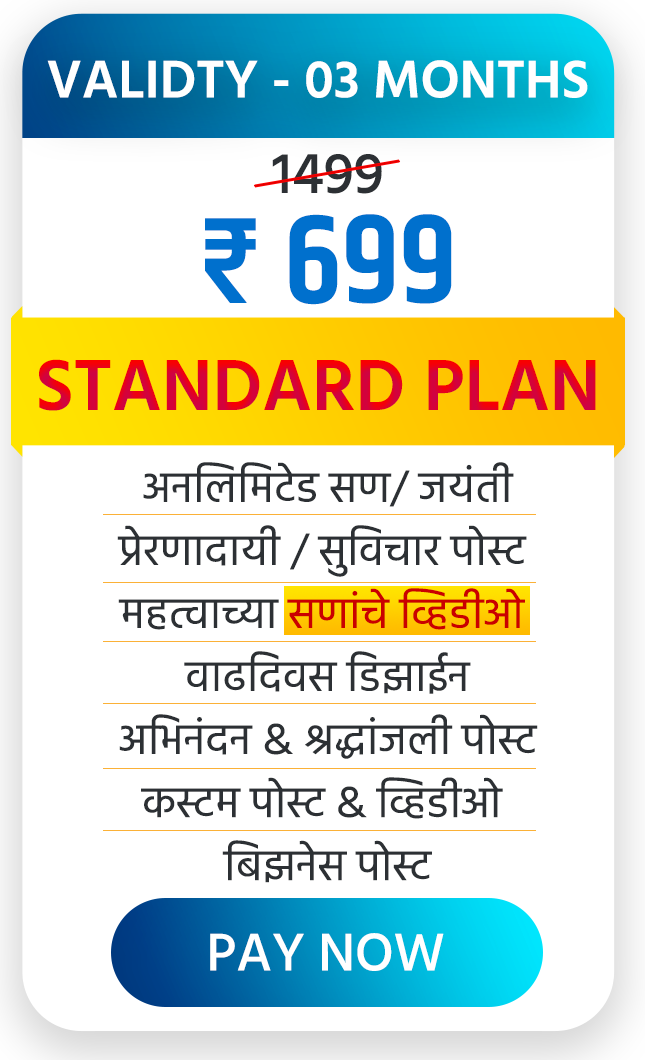 VALIDTY - 03 MONTHS
1499
₹ 699
STANDARD PLAN
अनलिमिटेड सण/ जयंती
प्रेरणादायी / सुविचार पोस्ट
महत्वाच्या सणांचे व्हिडीओ
वाढदिवस डिझाईन
अभिनंदन & श्रद्धांजली पोस्ट
कस्टम पोस्ट & व्हिडीओ
बिझनेस पोस्ट
PAY NOW